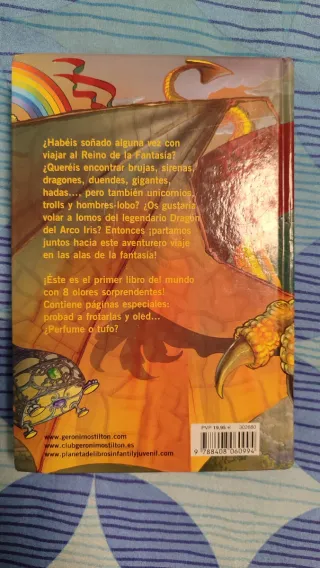 ¿Habéis soñado alguna vez con
viajar al Reino de la Fantasía?
¿Queréis encontrar brujas, sirenas,
dragones, duendes, gigantes,
hadas..., pero también unicornios,
trolls y hombres-lobo? ¿Os gustaría
volar a lomos del legendario Dragón
del Arco Iris? Entonces ¡partamos
juntos hacia este aventurero viaje
en las alas de la fantasía!
¡Éste es el primer libro del mundo
con 8 olores sorprendentes!
Contiene páginas especiales:
probad a frotarlas y oled...
¿Perfume o tufo?
www.geronimostilton.com
www.clubgeronimostilton.es
www.planetadelibrosinfantilyjuvenil.com
PVP 19,95 €
9 788408 060994